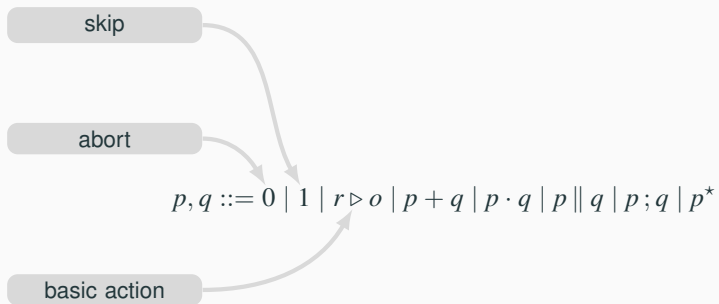 skip
abort
p, q ::= 0 | 1 | r ▷ o | p + q | p · q | p ∥ q | p ; q | p⋆
basic action